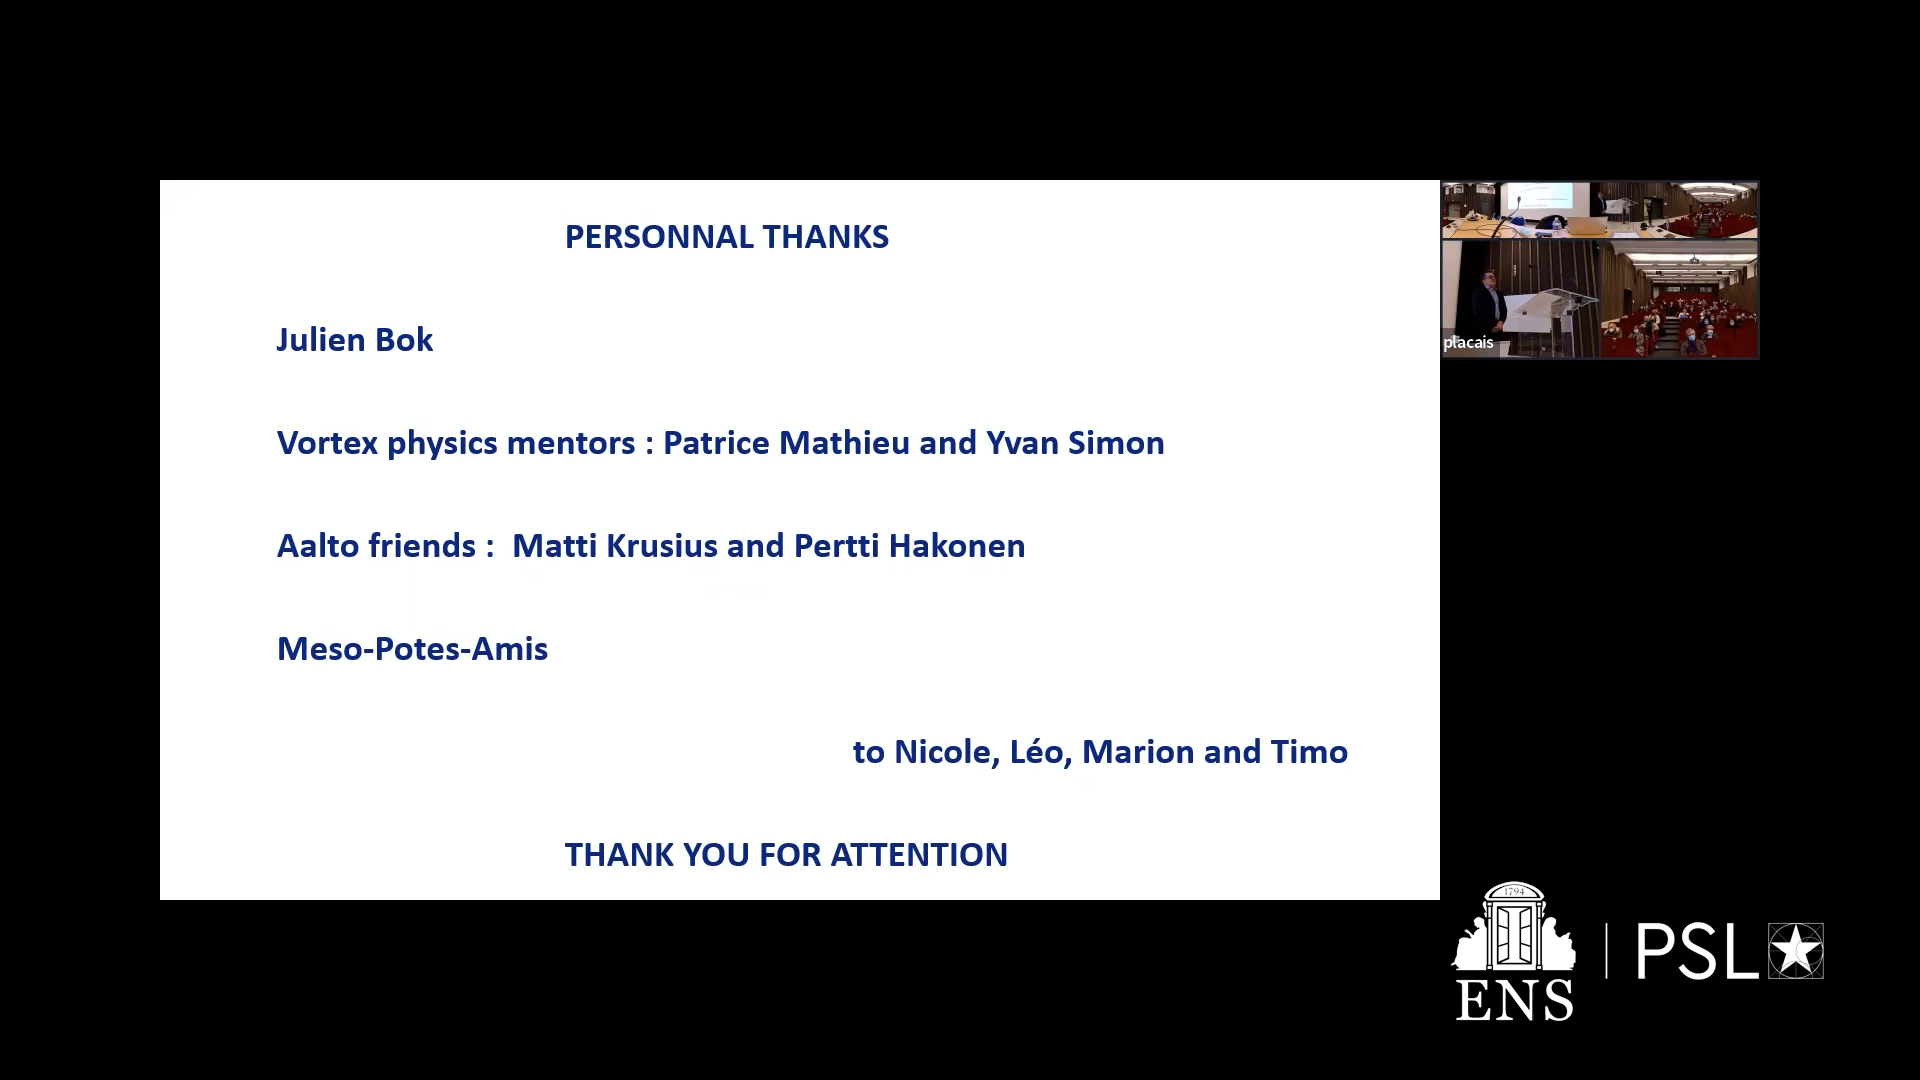 PERSONNAL THANKS
Julien Bok
Vortex physics mentors : Patrice Mathieu and Yvan Simon
Aalto friends :  Matti Krusius and Pertti Hakonen
Meso-Potes-Amis
to Nicole, Léo, Marion and Timo
THANK YOU FOR ATTENTION
placais
1794
ENS
PSL